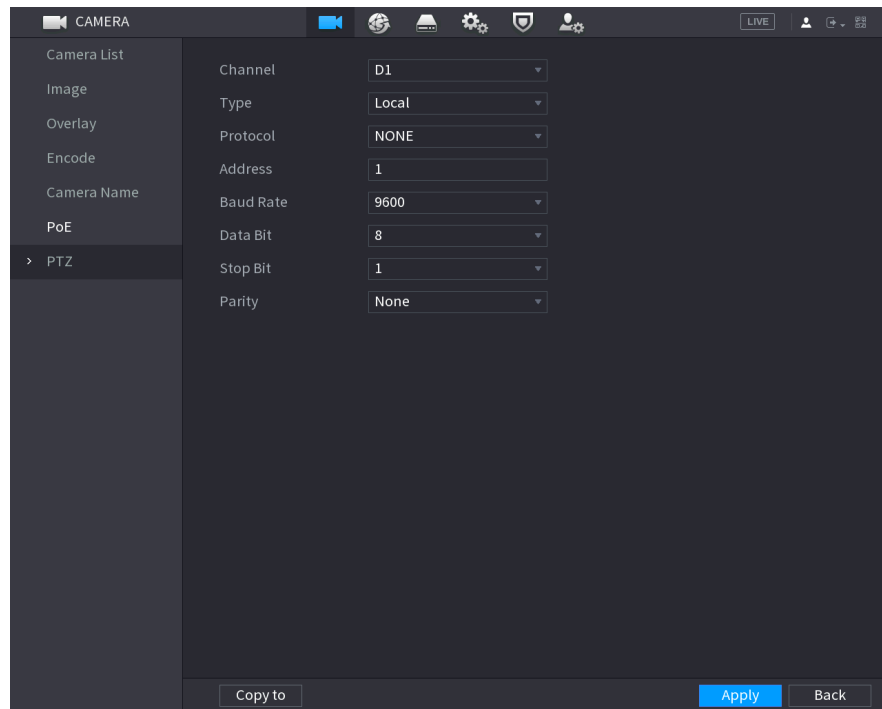 CAMERA
LIVE
Camera List
Image
Overlay
Encode
Camera Name
PoE
> PTZ
Channel D1
Type Local
Protocol NONE
Address 1
Baud Rate 9600
Data Bit 8
Stop Bit 1
Parity None
Copy to Apply Back